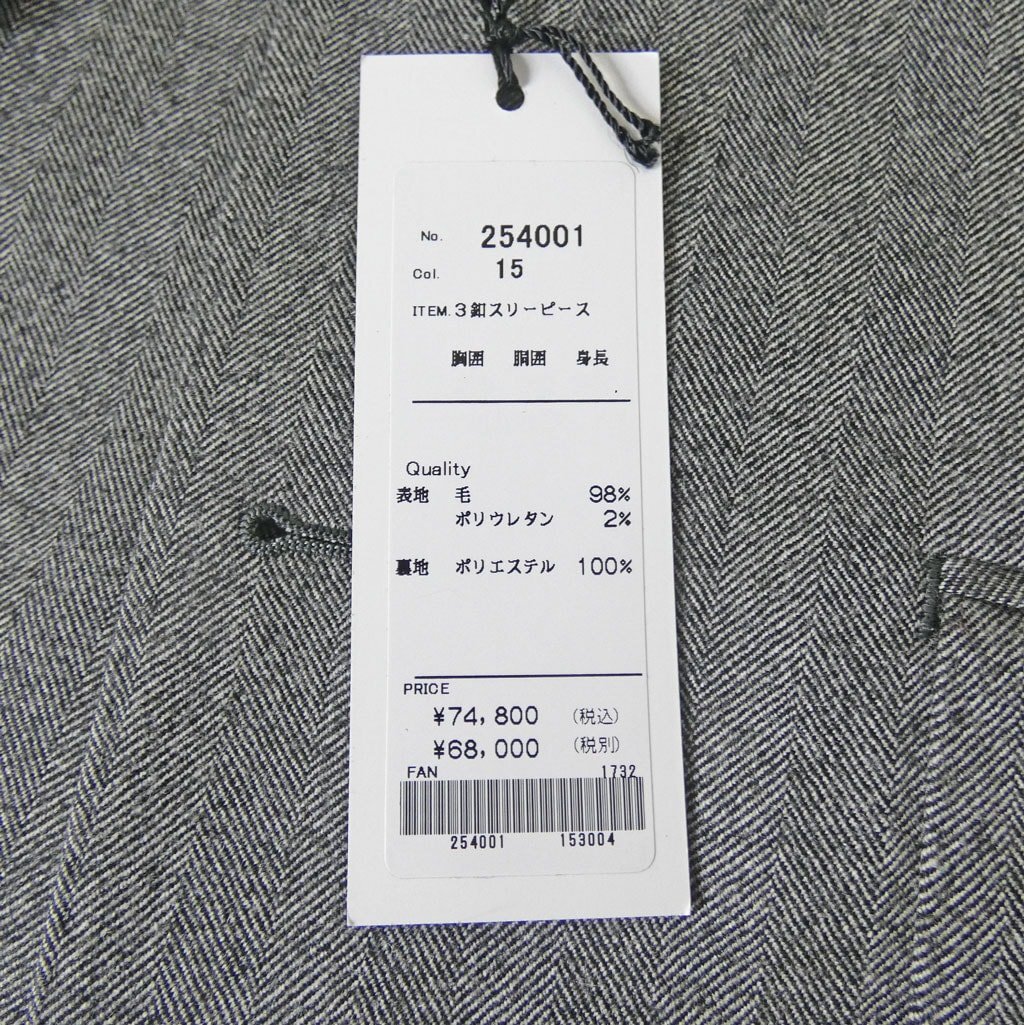 No. 254001
Col. 15
ITEM. 3釦スリーピース
胸囲 胴囲 身長
Quality
表地 毛 98%
ポリウレタン 2%
裏地 ポリエステル 100%
PRICE
¥74,800 (税込)
¥68,000 (税別)
FAN 1732
254001 153004